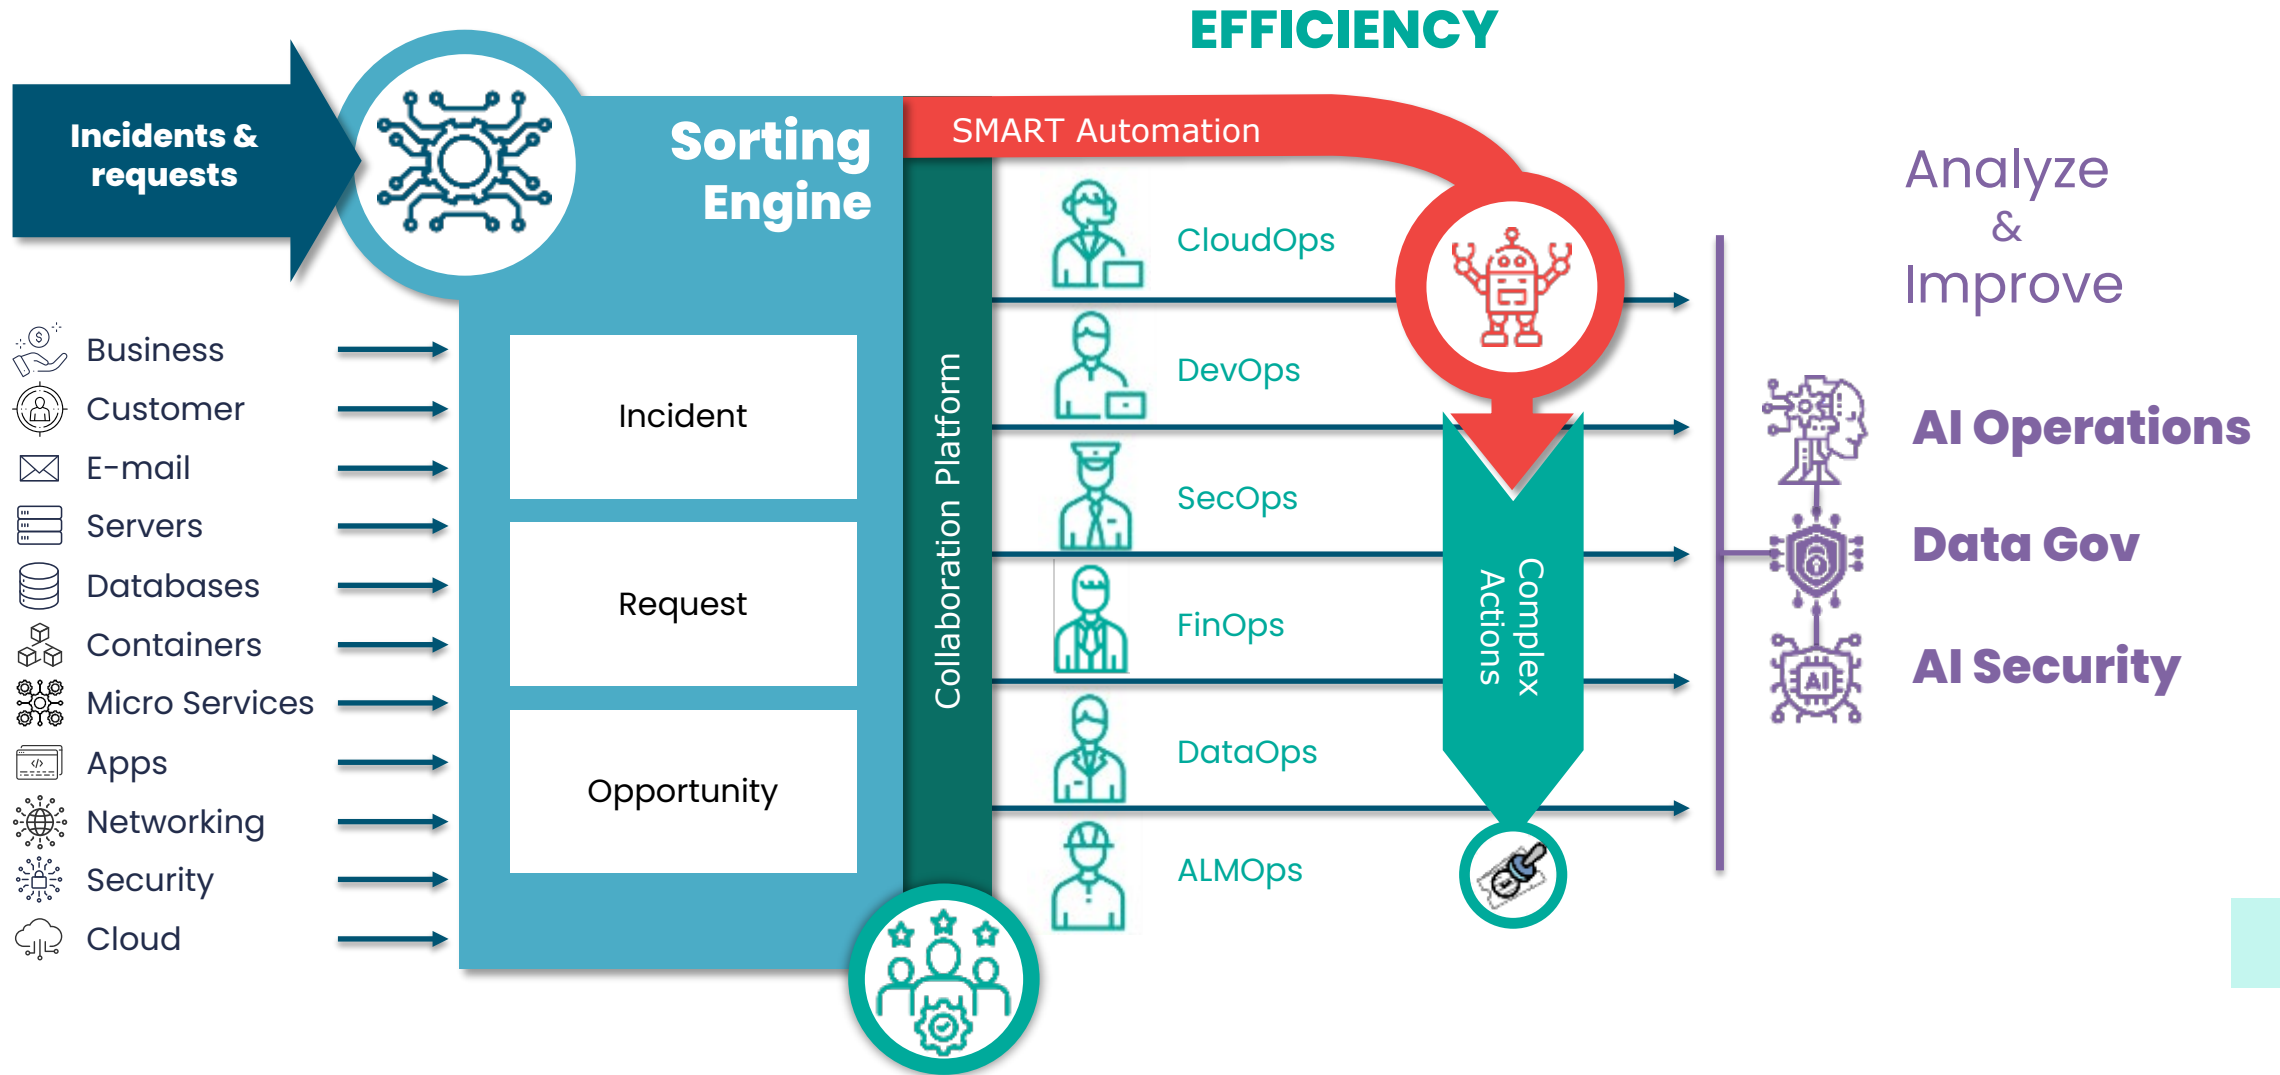 EFFICIENCY
Incidents &
requests
Sorting
Engine
SMART Automation
Business
Customer
E-mail
Servers
Databases
Containers
Micro Services
Apps
Networking
Security
Cloud
Incident
Request
Opportunity
Collaboration Platform
CloudOps
DevOps
SecOps
FinOps
DataOps
ALMOps
Complex
Actions
Analyze
&
Improve
AI Operations
Data Gov
AI Security
AI